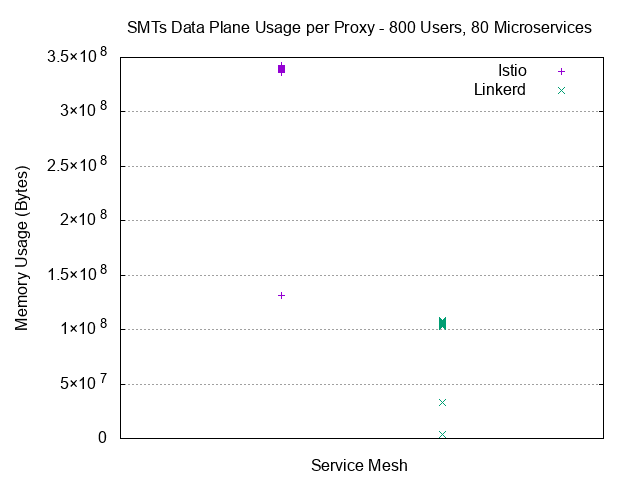 SMTs Data Plane Usage per Proxy - 800 Users, 80 Microservices
3.5×10^8
3×10^8
2.5×10^8
2×10^8
1.5×10^8
1×10^8
5×10^7
0
Memory Usage (Bytes)
Istio
Linkerd
Service Mesh